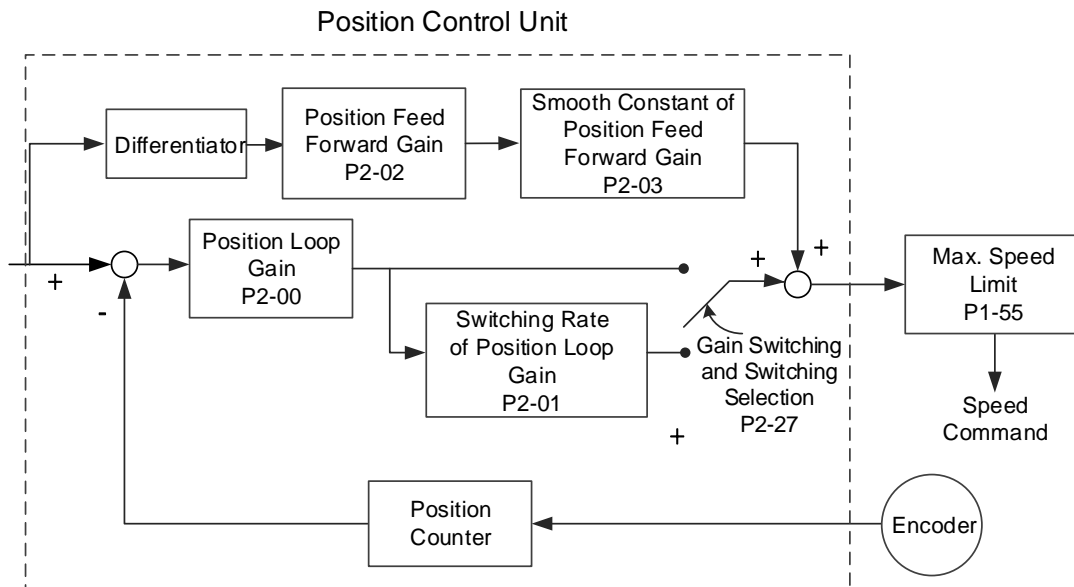 Position Control Unit
Differentiator
Position Feed
Forward Gain
P2-02
Smooth Constant of
Position Feed
Forward Gain
P2-03
+
-
Position Loop
Gain
P2-00
Switching Rate
of Position Loop
Gain
P2-01
+
+
+
Gain Switching
and Switching
Selection
P2-27
Max. Speed
Limit
P1-55
Speed
Command
Position
Counter
Encoder